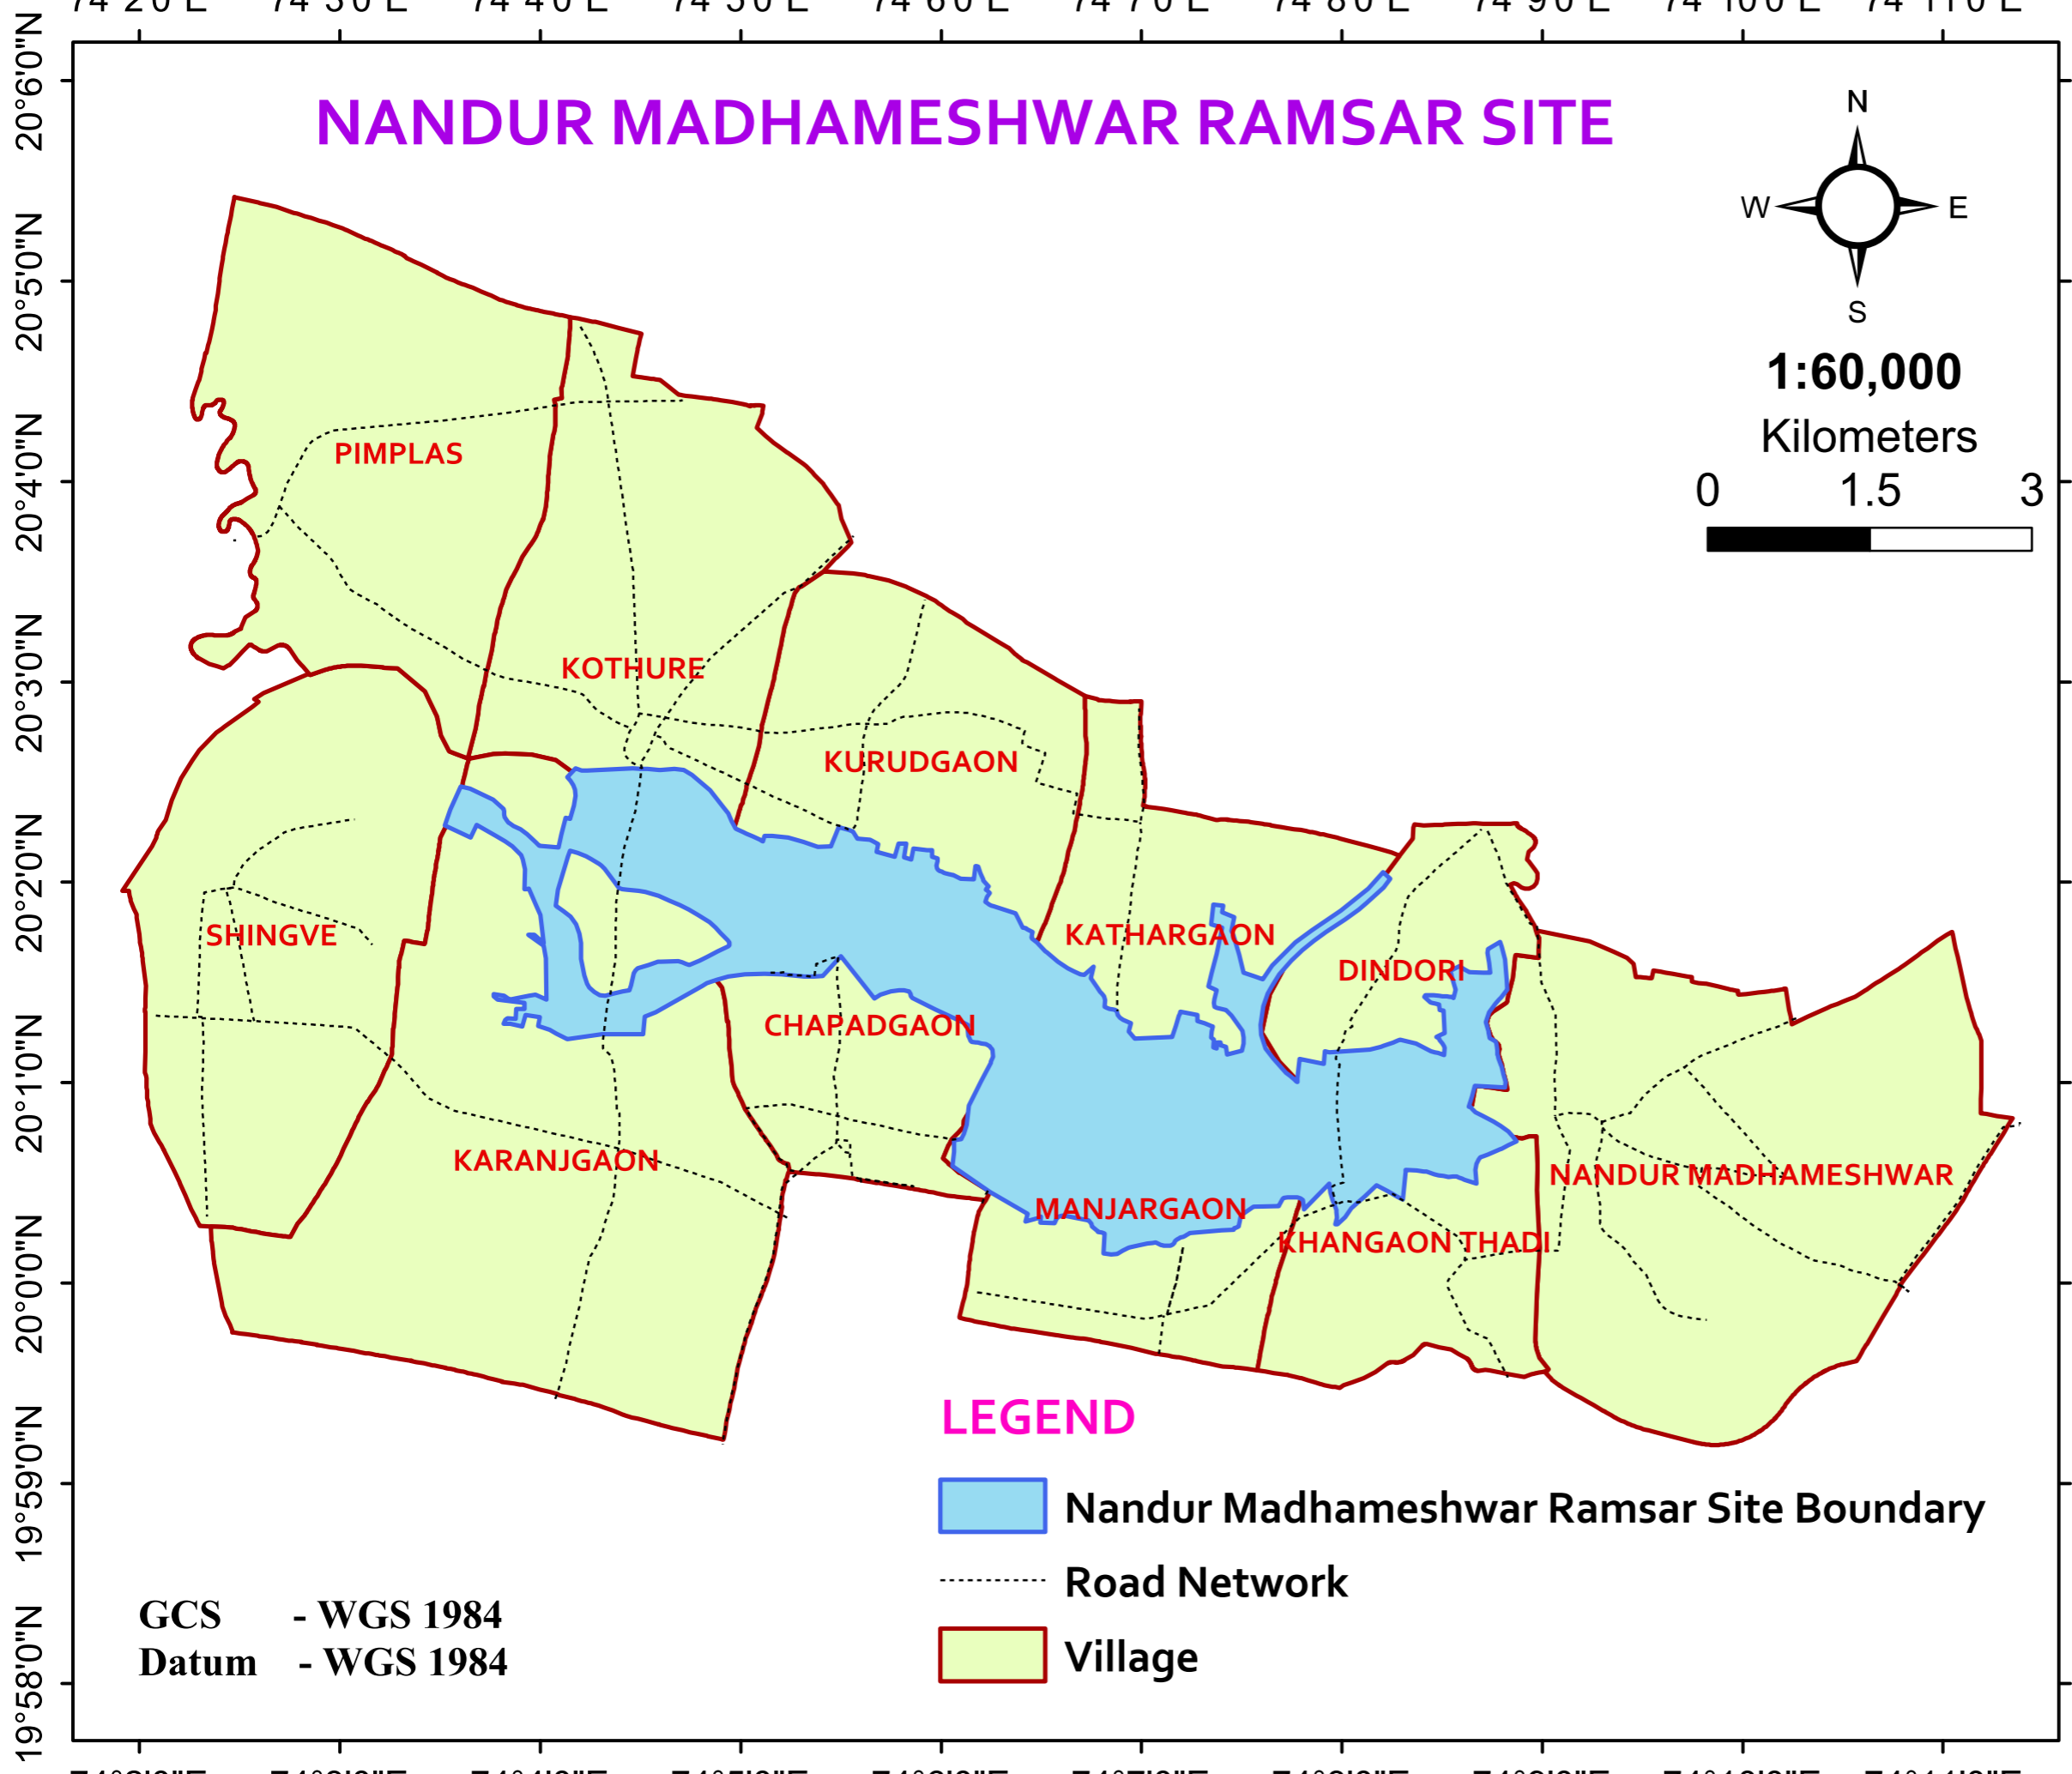 NANDUR MADHAMESHWAR RAMSAR SITE
N
W
E
S
1:60,000
Kilometers
0 1.5 3
20°6'0"N
20°5'0"N
20°4'0"N
20°3'0"N
20°2'0"N
20°1'0"N
20°0'0"N
19°59'0"N
19°58'0"N
PIMPLAS
KOTHURE
KURUDGAON
SHINGVE
KATHARGAON
DINDORI
CHAPADGAON
KARANJGAON
NANDUR MADHAMESHWAR
MANJARGAON
KHANGAON THADI
LEGEND
Nandur Madhameshwar Ramsar Site Boundary
Road Network
Village
GCS - WGS 1984
Datum - WGS 1984